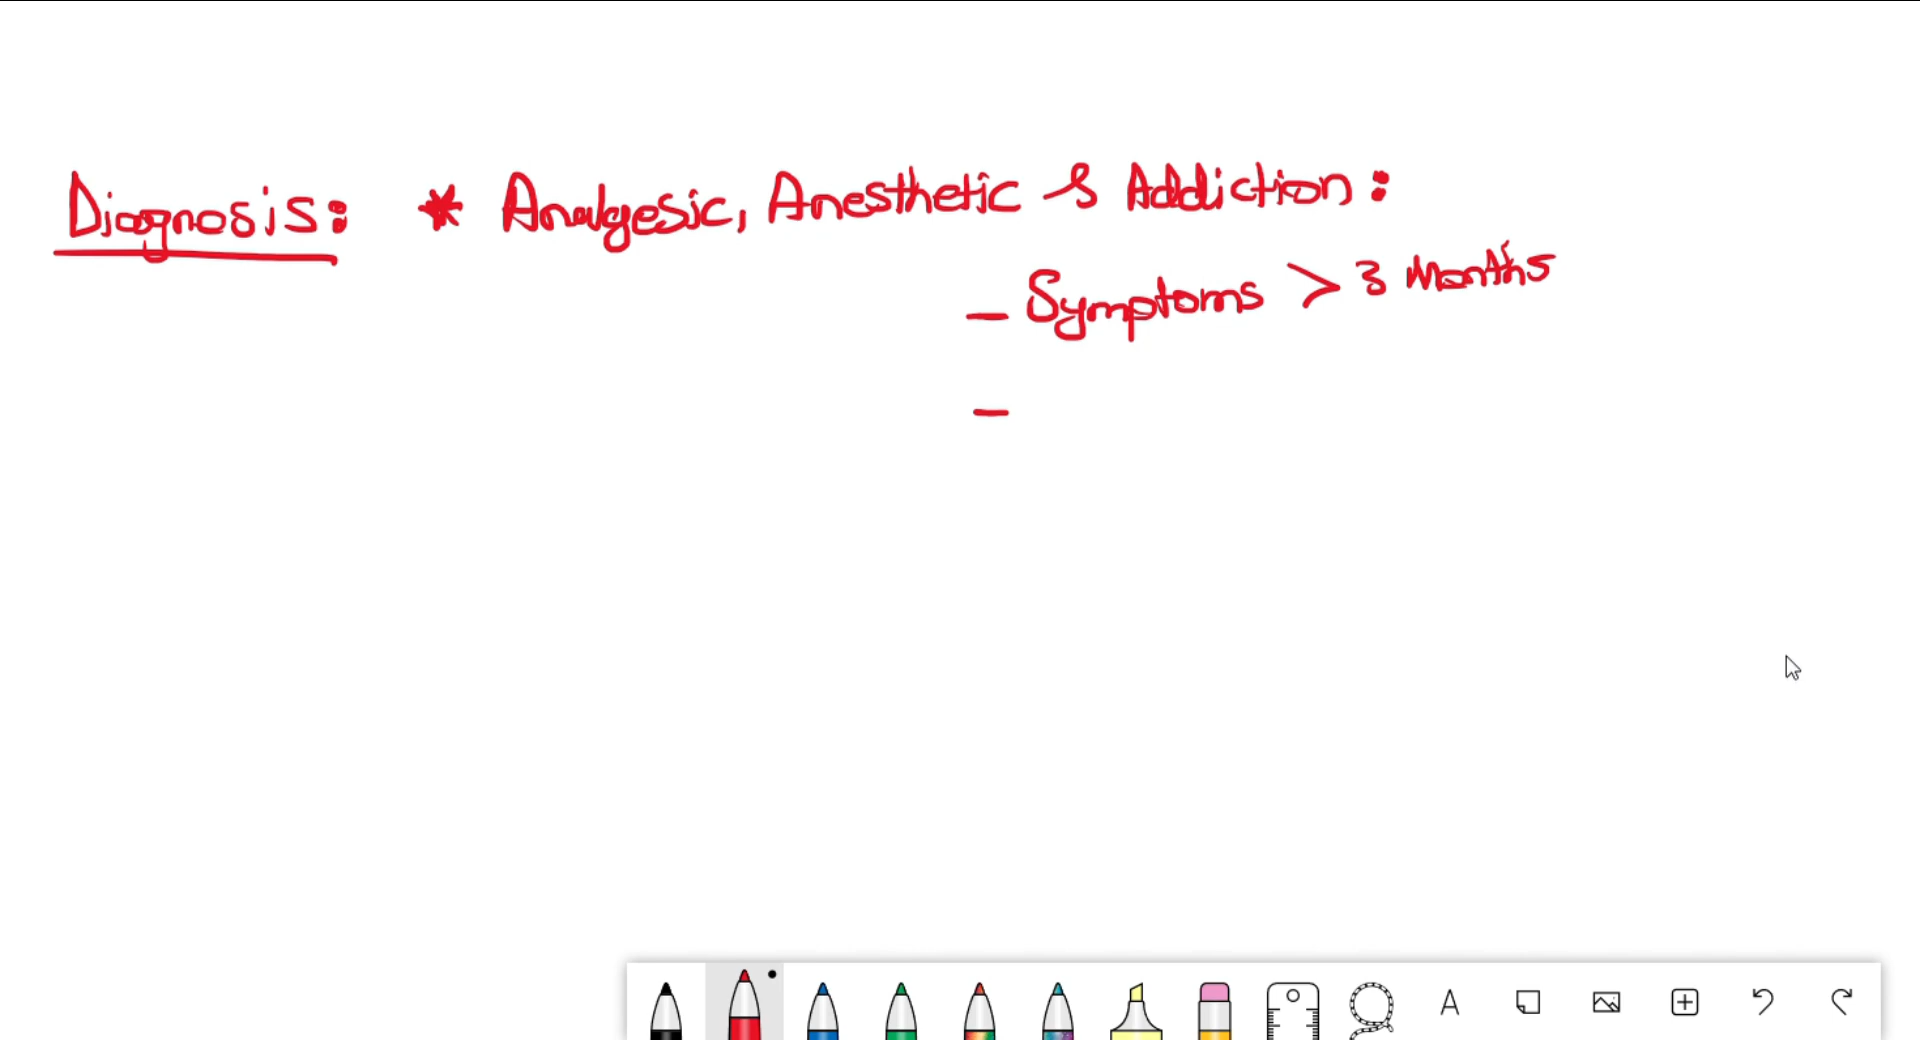 Diagnosis: * Analgesic, Anesthetic & Addiction:
- Symptoms > 3 Months
-
A